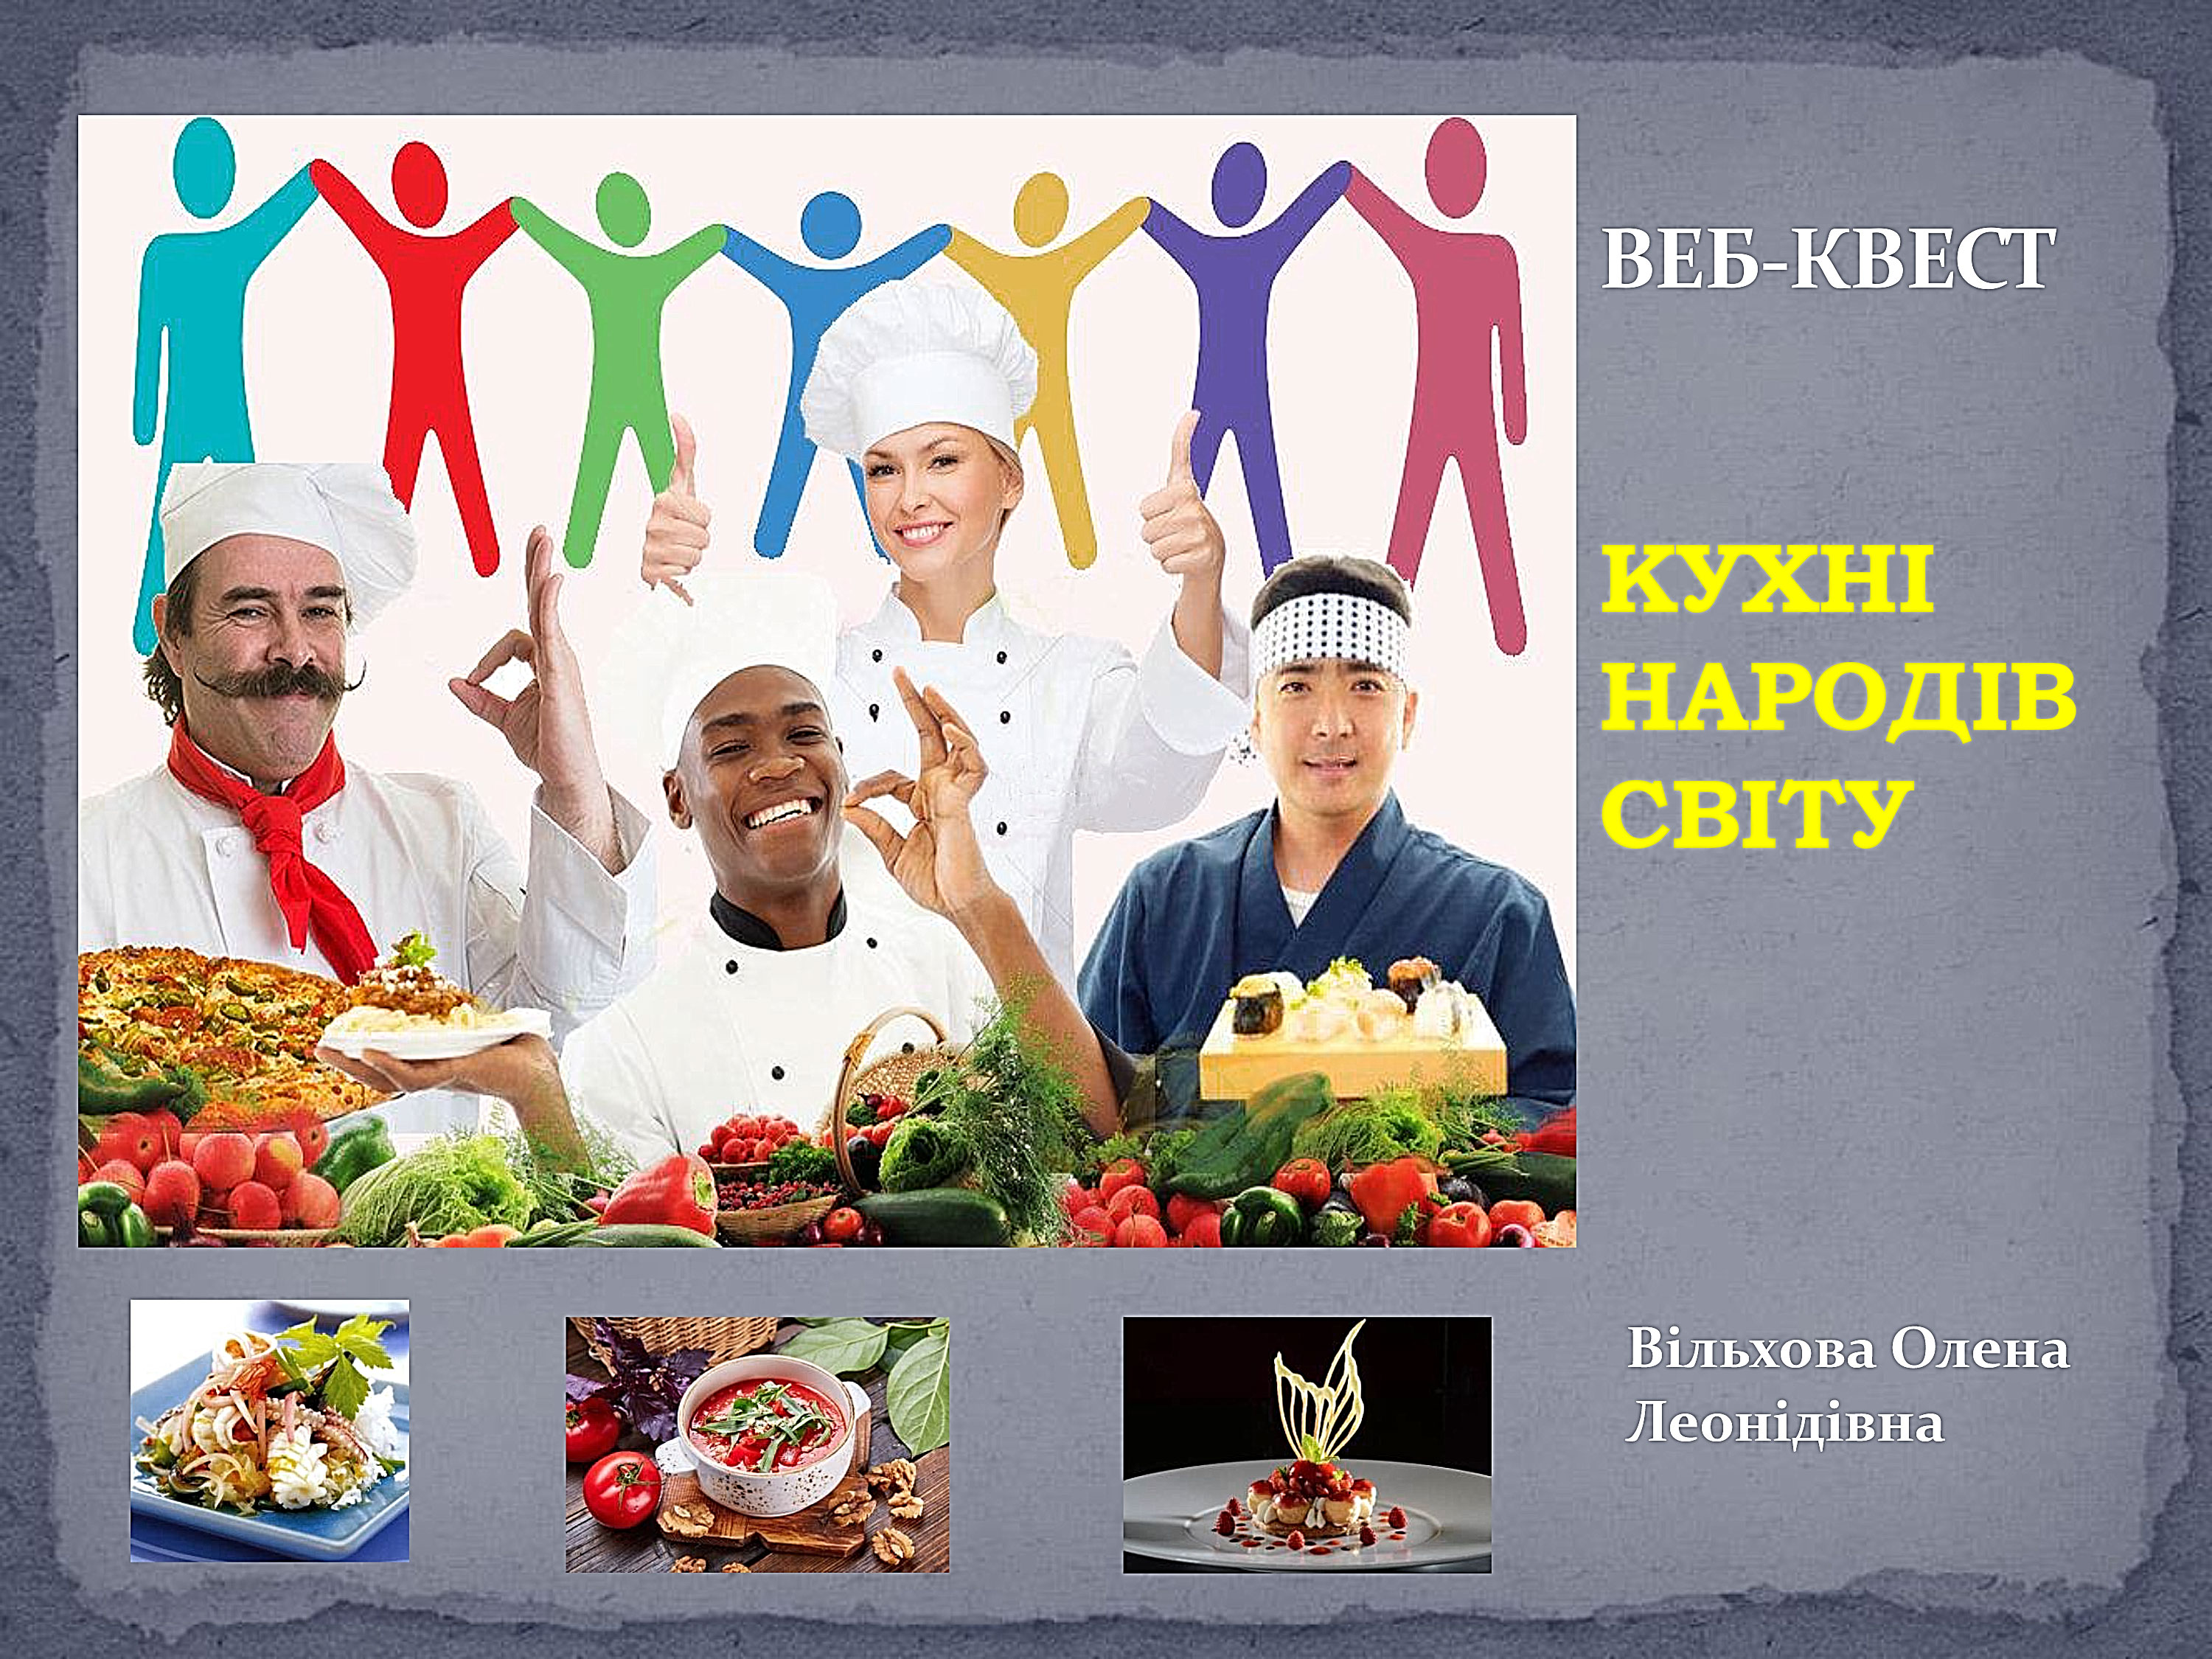 ВЕБ-КВЕСТ
КУХНІ
НАРОДІВ
СВІТУ
Вільхова Олена
Леонідівна